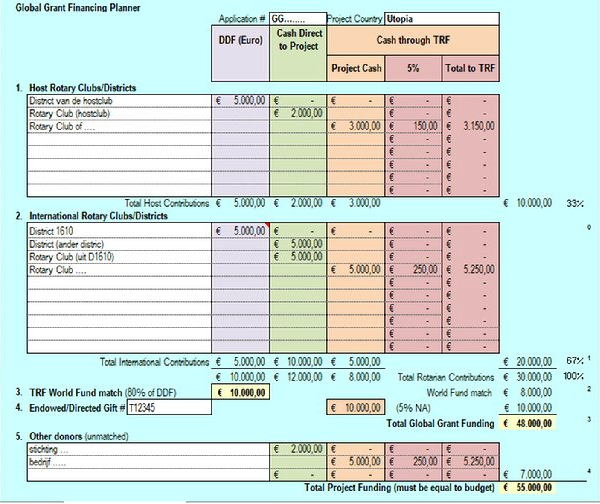 Global Grant Financing Planner
Application # GG........ Project Country Utopia
DDF (Euro) Cash Direct to Project Cash through TRF
Project Cash 5% Total to TRF
1. Host Rotary Clubs/Districts
District van de hostclub € 5.000,00 € - € - € - € -
Rotary Club (hostclub) € 2.000,00 € - € -
Rotary Club of .... € 3.000,00 € 150,00 € 3.150,00
€ - € -
€ - € -
€ - € -
€ - € -
€ - € -
Total Host Contributions € 5.000,00 € 2.000,00 € 3.000,00 € 10.000,00 33%
2. International Rotary Clubs/Districts 0
District 1610 € 5.000,00 € - € - € - € -
District (ander distric) € 5.000,00 € - € -
Rotary Club (uit D1610) € 5.000,00 € - € -
Rotary Club .... € 5.000,00 € 250,00 € 5.250,00
€ - € -
€ - € -
€ - € -
€ - € -
€ - € -
€ - € -
Total International Contributions € 5.000,00 € 10.000,00 € 5.000,00 € 20.000,00 67% 1
€ 10.000,00 € 12.000,00 € 8.000,00 Total Rotarian Contributions € 30.000,00 100%
3. TRF World Fund match (80% of DDF) € 10.000,00 World Fund match € 8.000,00 2
4. Endowed/Directed Gift # T12345 € 10.000,00 (5% NA) € 10.000,00
Total Global Grant Funding € 48.000,00 3
5. Other donors (unmatched)
stichting ... € 2.000,00 € - € - € -
bedrijf ..... € 5.000,00 € 250,00 € 5.250,00
€ - € - € - € - € 7.000,00 4
Total Project Funding (must be equal to budget) € 55.000,00